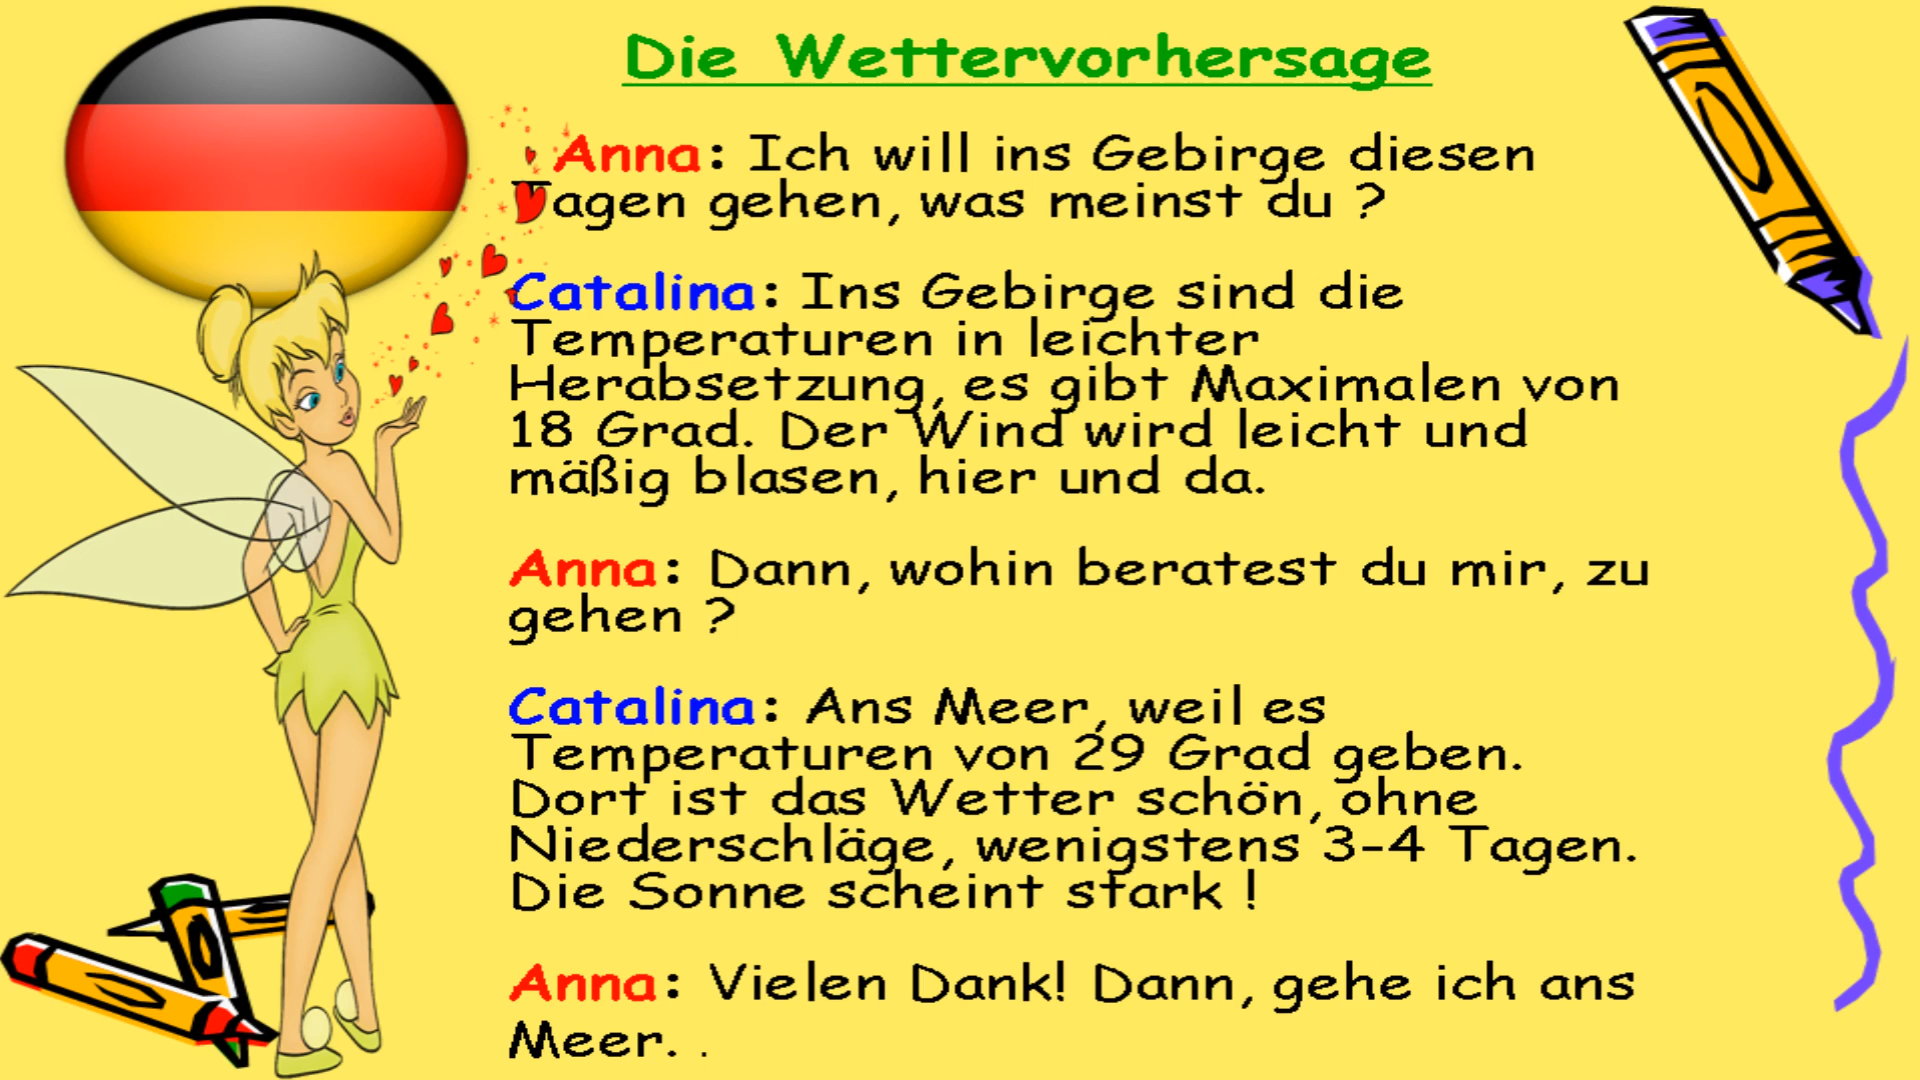 Die Wettervorhersage
Anna: Ich will ins Gebirge diesen
Tagen gehen, was meinst du ?
Catalina: Ins Gebirge sind die
Temperaturen in leichter
Herabsetzung, es gibt Maximalen von
18 Grad. Der Wind wird leicht und
mäßig blasen, hier und da.
Anna: Dann, wohin beratest du mir, zu
gehen ?
Catalina: Ans Meer, weil es
Temperaturen von 29 Grad geben.
Dort ist das Wetter schön, ohne
Niederschläge, wenigstens 3-4 Tagen.
Die Sonne scheint stark !
Anna: Vielen Dank! Dann, gehe ich ans
Meer. .